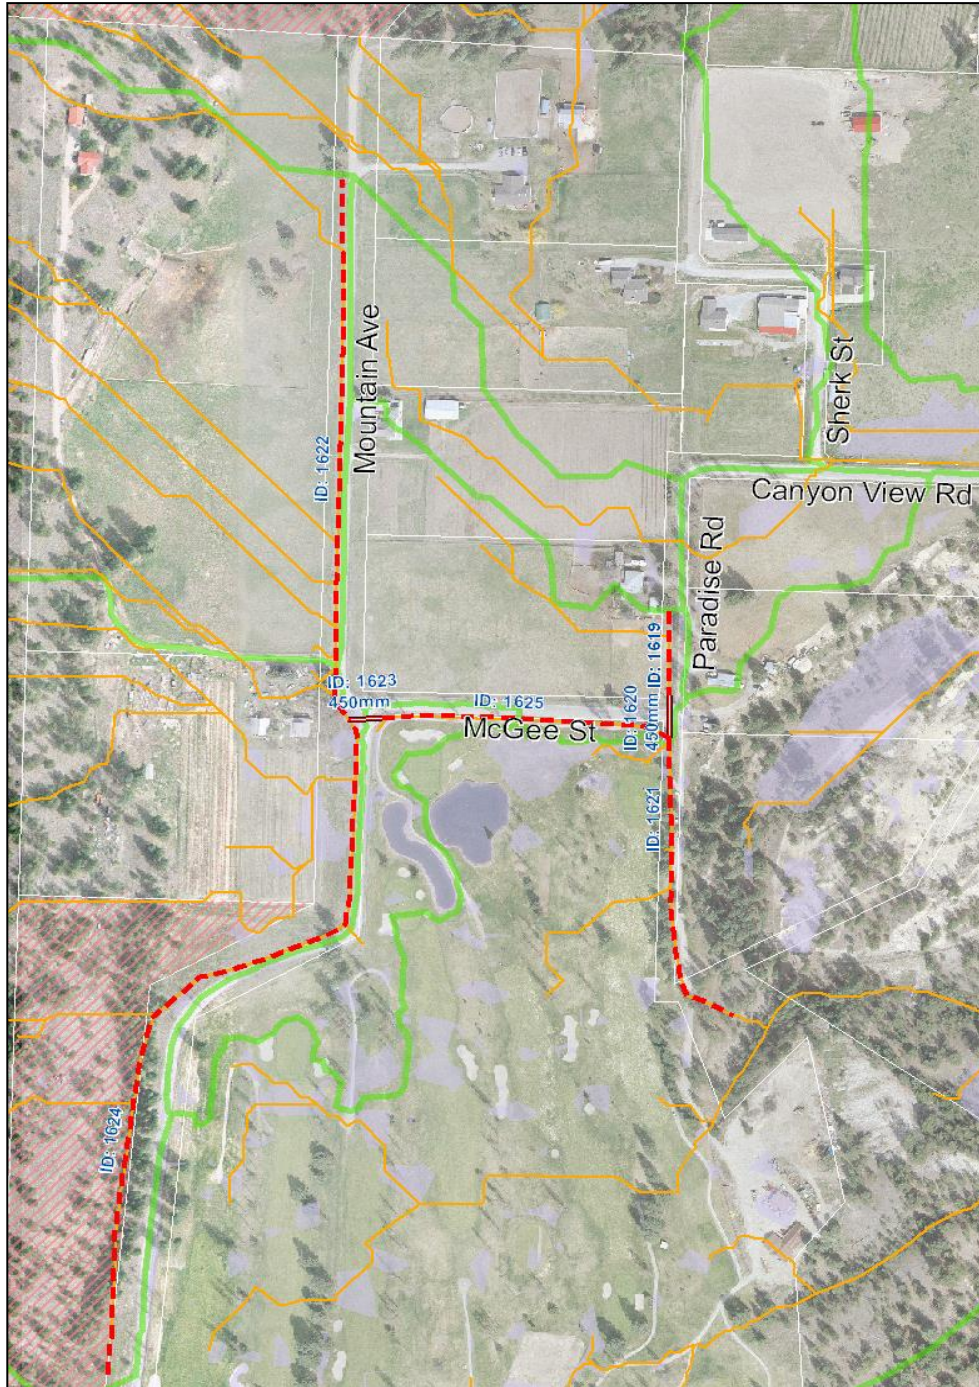 Mountain Ave
Sherk St
ID: 1622
Canyon View Rd
Paradise Rd
ID: 1619
ID: 1623
450mm
ID: 1625
ID: 1620
450mm
McGee St
ID: 1621
ID: 1624